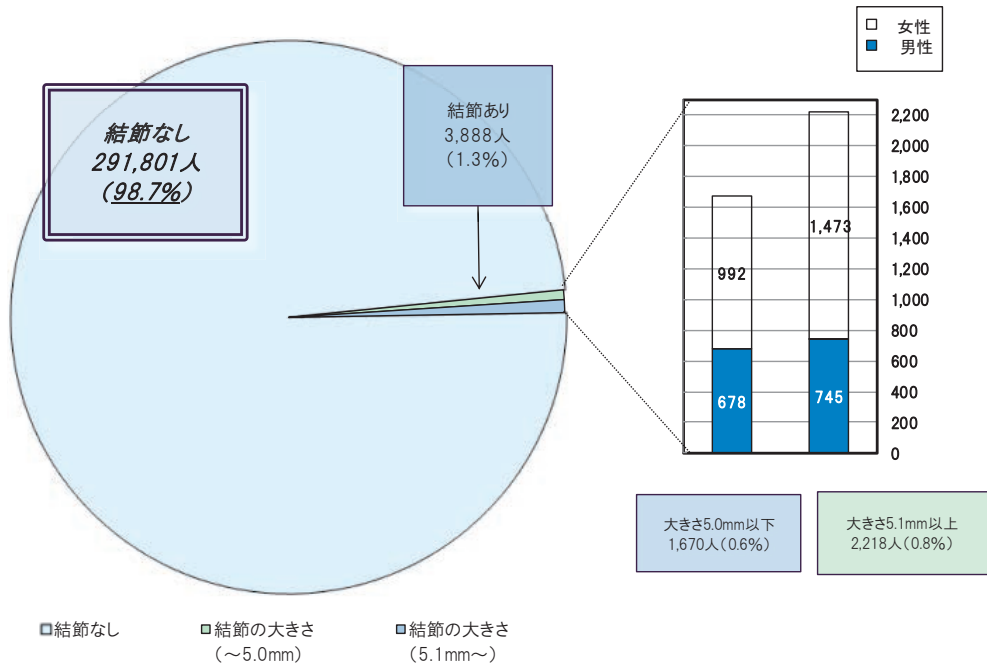 女性
男性
結節なし
291,801人
(98.7%)
結節あり
3,888人
(1.3%)
2,200
2,000
1,800
1,600
1,400
1,200
1,000
800
600
400
200
0
1,473
992
678
745
大きさ5.0mm以下
1,670人(0.6%)
大きさ5.1mm以上
2,218人(0.8%)
結節なし
結節の大きさ
(～5.0mm)
結節の大きさ
(5.1mm～)